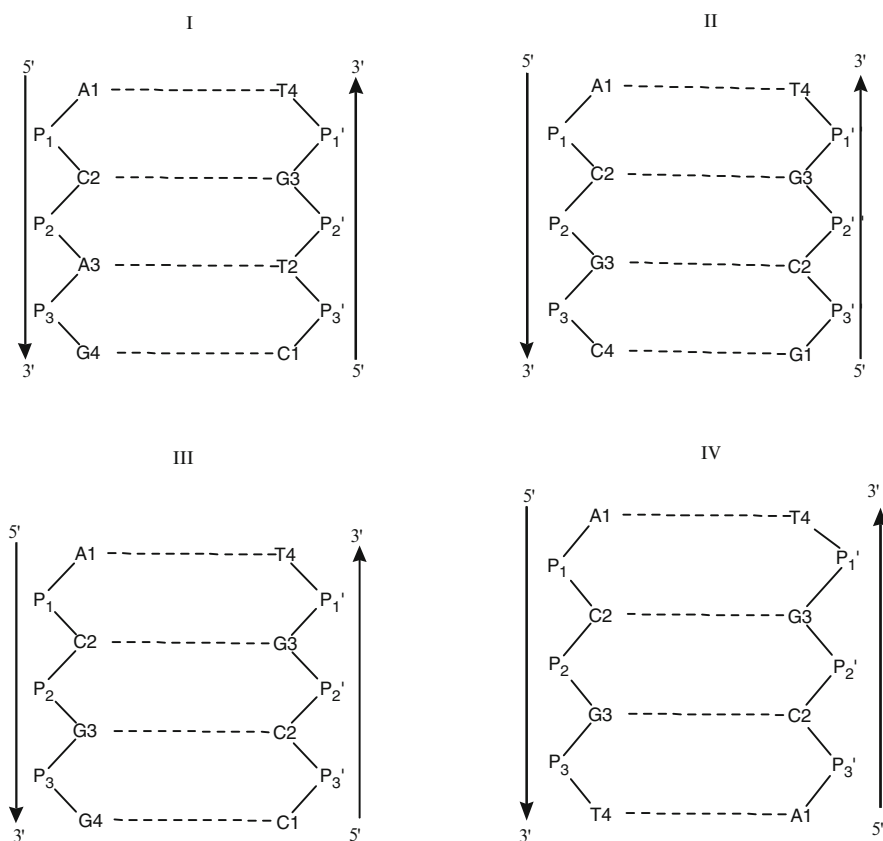 I II
5' 3' 5' 3'
A1 T4 A1 T4
P1 P1' P1 P1''
C2 G3 C2 G3
P2 P2' P2 P2''
A3 T2 G3 C2
P3 P3' P3 P3''
G4 C1 C4 G1
3' 5' 3' 5'
III IV
5' 3' 5' 3'
A1 T4 A1 T4
P1 P1' P1 P1'
C2 G3 C2 G3
P2 P2' P2 P2'
G3 C2 G3 C2
P3 P3' P3 P3'
G4 C1 T4 A1
3' 5' 3' 5'